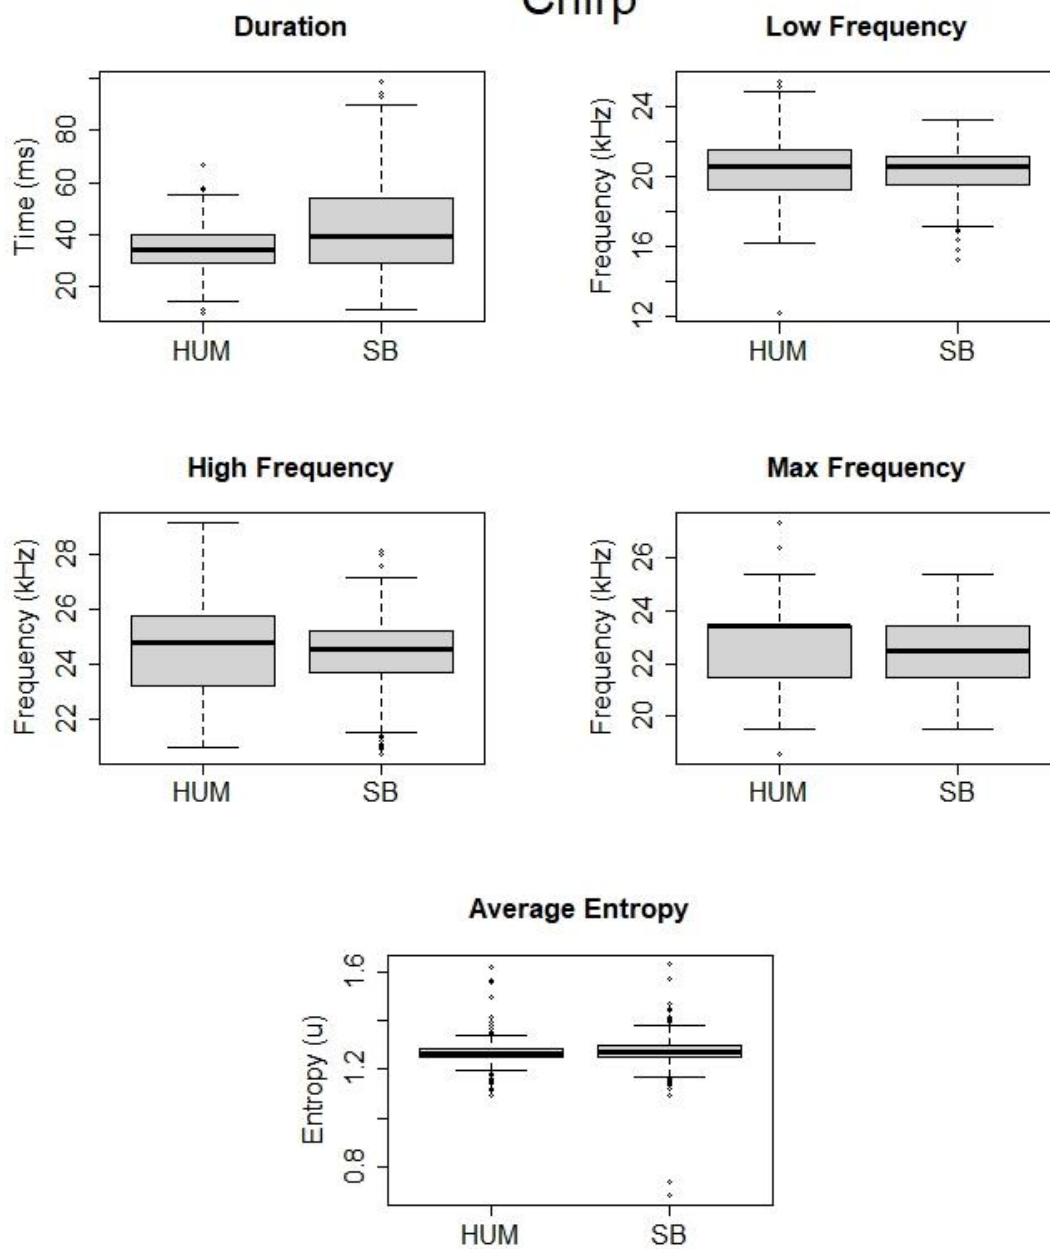 Chirp
Duration
Low Frequency
Time (ms)
20 40 60 80
HUM SB
Frequency (kHz)
12 16 20 24
HUM SB
High Frequency
Max Frequency
Frequency (kHz)
22 24 26 28
HUM SB
Frequency (kHz)
20 22 24 26
HUM SB
Average Entropy
Entropy (u)
0.8 1.2 1.6
HUM SB